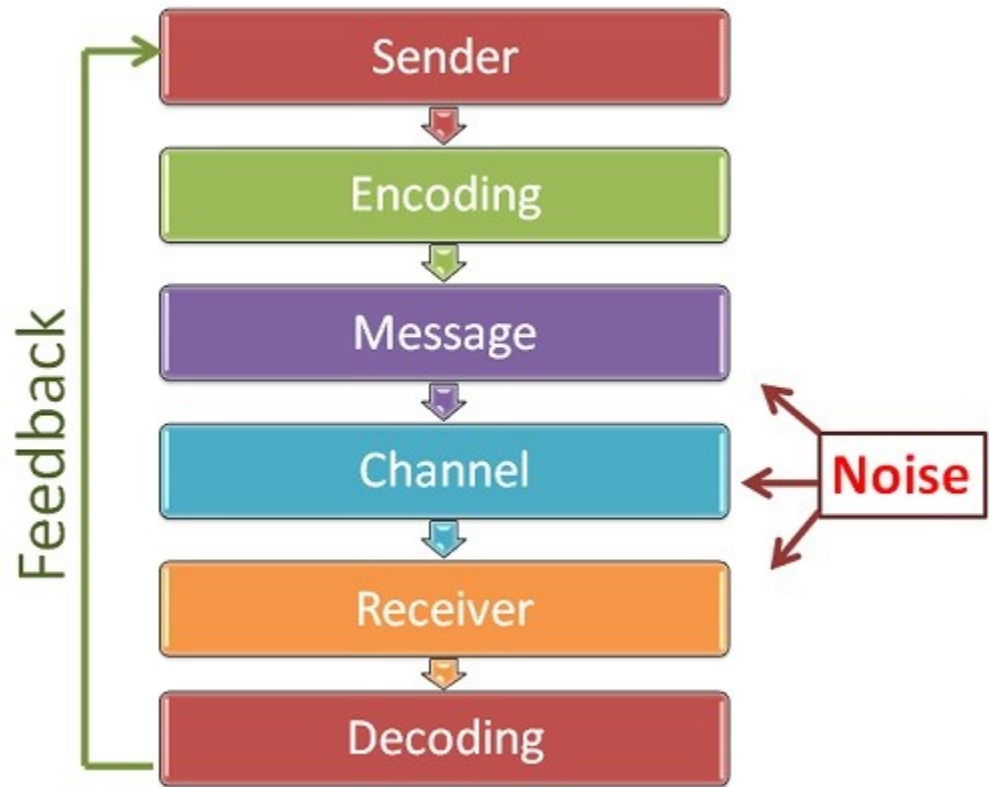 Sender
Encoding
Message
Channel
Receiver
Decoding
Feedback
Noise